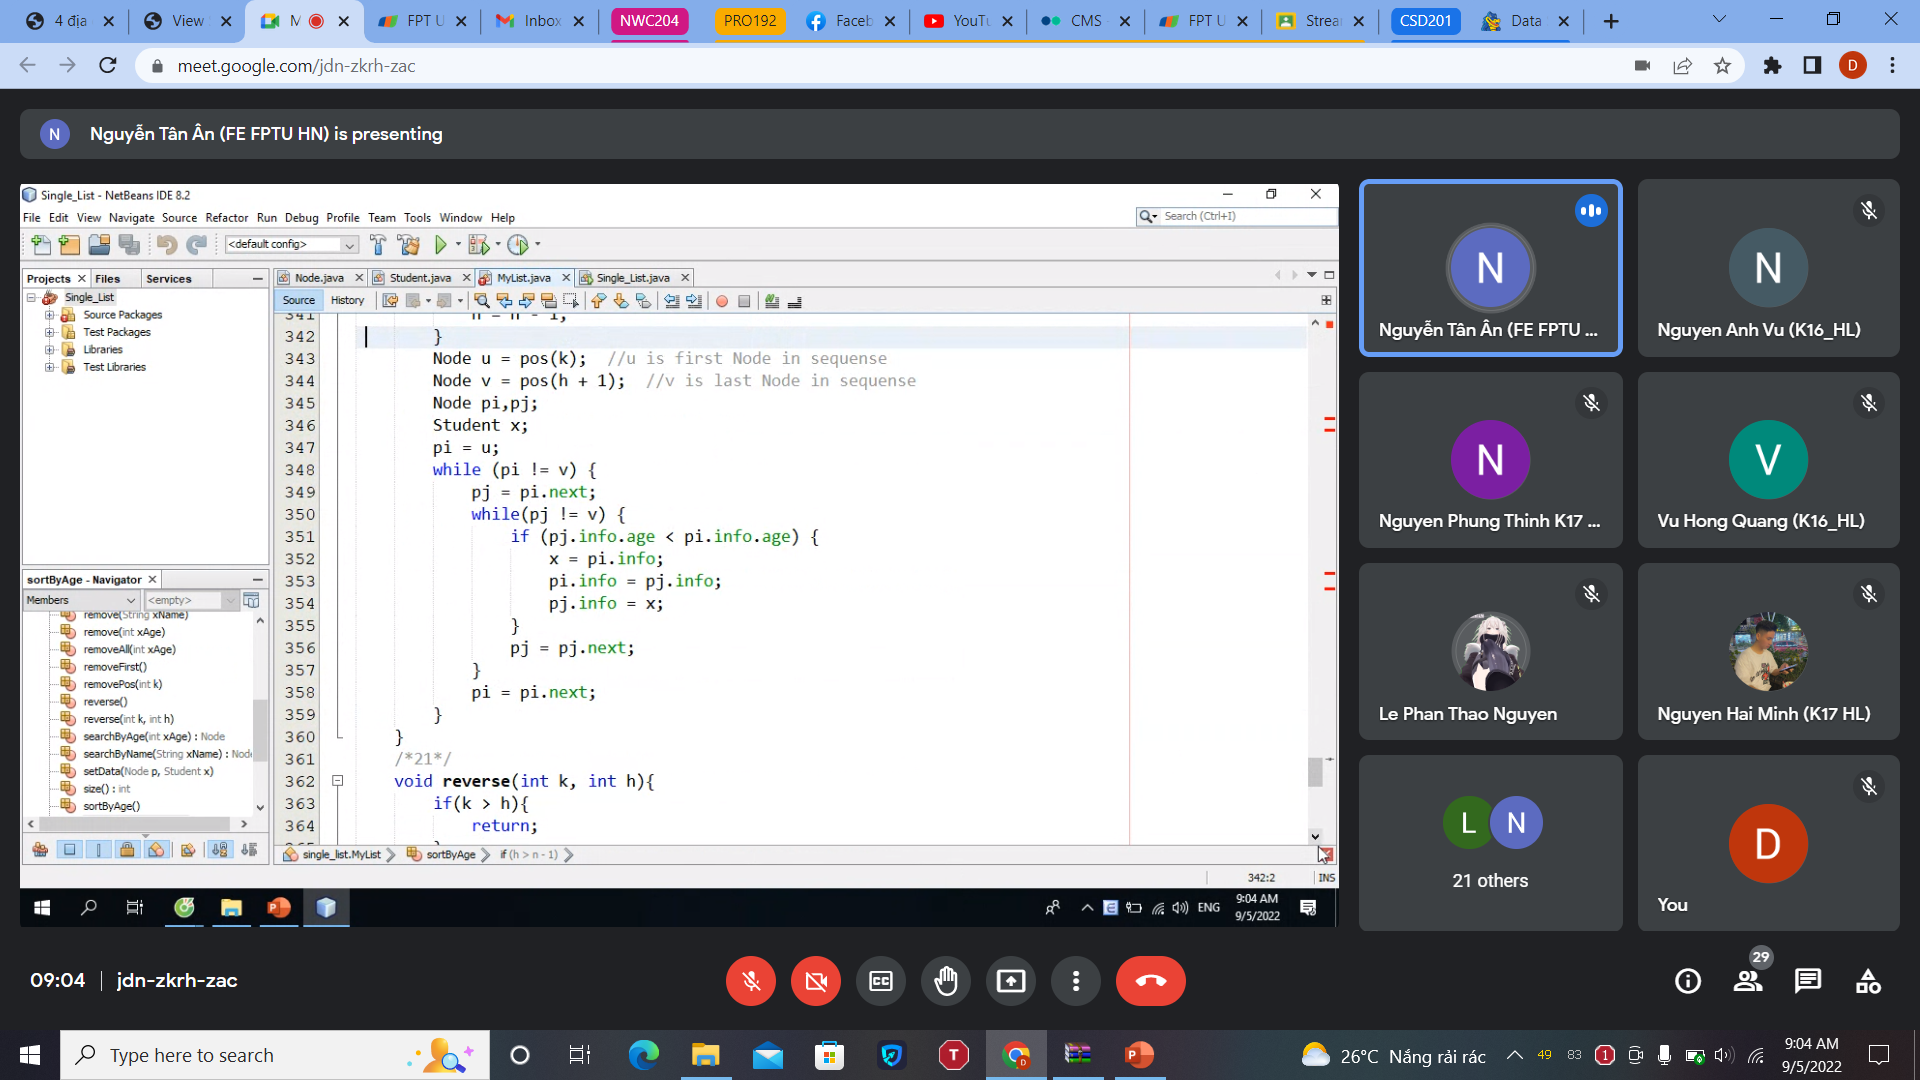 4 địa
View
M
FPT U
Inbox
NWC204
PRO192
Faceb
YouTu
CMS -
FPT U
Strea
CSD201
Data
meet.google.com/jdn-zkrh-zac
D
N
Nguyễn Tân Ân (FE FPTU HN) is presenting
Single_List - NetBeans IDE 8.2
File Edit View Navigate Source Refactor Run Debug Profile Team Tools Window Help
Search (Ctrl+I)
<default config>
Projects Files Services
Node.java Student.java MyList.java Single_List.java
Source History
Single_List
Source Packages
Test Packages
Libraries
Test Libraries
341 n = n - 1;
342 }
343 Node u = pos(k); //u is first Node in sequense
344 Node v = pos(h + 1); //v is last Node in sequense
345 Node pi,pj;
346 Student x;
347 pi = u;
348 while (pi != v) {
349 pj = pi.next;
350 while(pj != v) {
351 if (pj.info.age < pi.info.age) {
352 x = pi.info;
353 pi.info = pj.info;
354 pj.info = x;
355 }
356 pj = pj.next;
357 }
358 pi = pi.next;
359 }
360 }
361 /*21*/
362 void reverse(int k, int h){
363 if(k > h){
364 return;
sortByAge - Navigator
Members <empty>
remove(String xName)
remove(int xAge)
removeAll(int xAge)
removeFirst()
removePos(int k)
reverse()
reverse(int k, int h)
searchByAge(int xAge) : Node
searchByName(String xName) : Node
setData(Node p, Student x)
size() : int
sortByAge()
single_list.MyList sortByAge if (h > n - 1)
342:2 INS
ENG
9:04 AM
9/5/2022
N
Nguyễn Tân Ân (FE FPTU ...
N
Nguyen Anh Vu (K16_HL)
N
Nguyen Phung Thinh K17 ...
V
Vu Hong Quang (K16_HL)
Le Phan Thao Nguyen
Nguyen Hai Minh (K17 HL)
L N
21 others
D
You
09:04 jdn-zkrh-zac
29
Type here to search
26°C Nắng rải rác
49 83
9:04 AM
9/5/2022